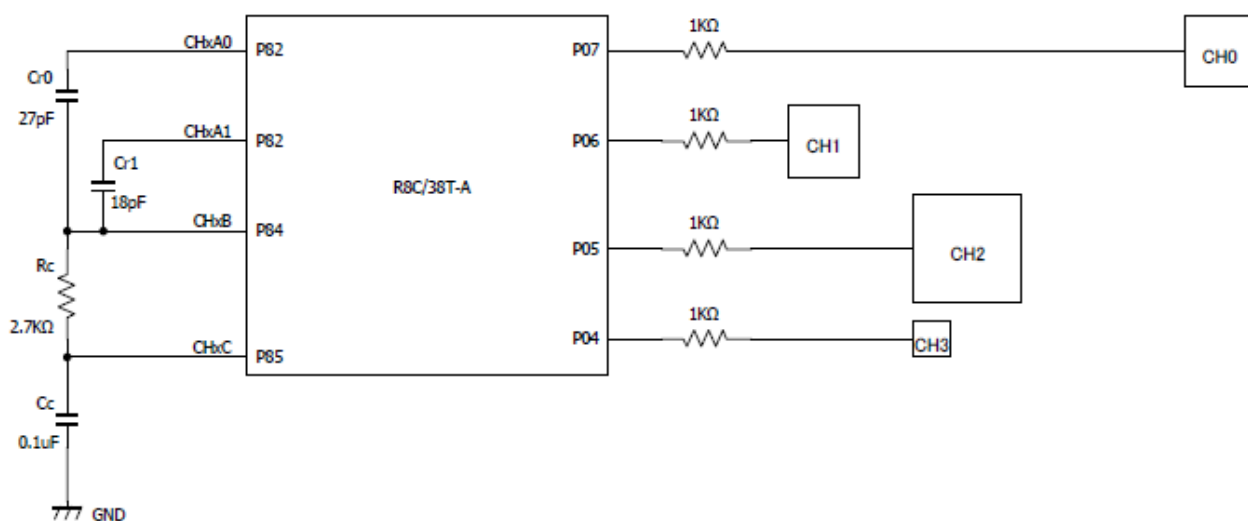 CHxA0
P82
Cr0
27pF
CHxA1
P82
Cr1
18pF
CHxB
P84
Rc
2.7KΩ
CHxC
P85
Cc
0.1uF
GND
R8C/38T-A
P07
1KΩ
CH0
P06
1KΩ
CH1
P05
1KΩ
CH2
P04
1KΩ
CH3